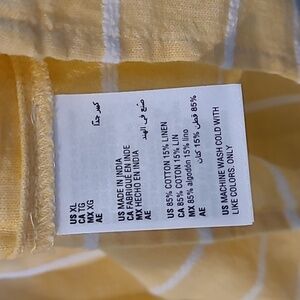 US XL
CA TG
MX XG
AE كبير جدًا
US MADE IN INDIA
CA FABRIQUÉ EN INDE
MX HECHO EN INDIA
AE صنع في الهند
US 85% COTTON 15% LINEN
CA 85% COTON 15% LIN
MX 85% algodón 15% lino
AE 85% قطن 15% كتان
US MACHINE WASH COLD WITH
LIKE COLORS. ONLY